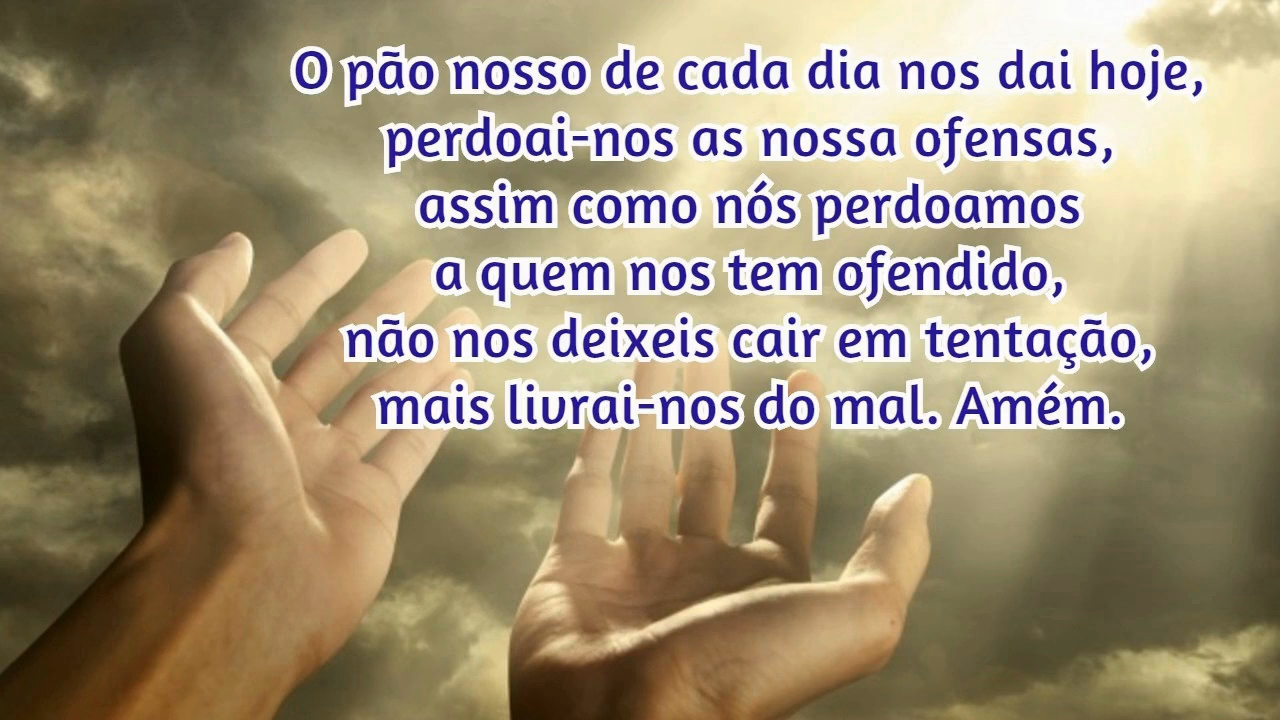 O pão nosso de cada dia nos dai hoje,
perdoai-nos as nossa ofensas,
assim como nós perdoamos
a quem nos tem ofendido,
não nos deixeis cair em tentação,
mais livrai-nos do mal. Amém.